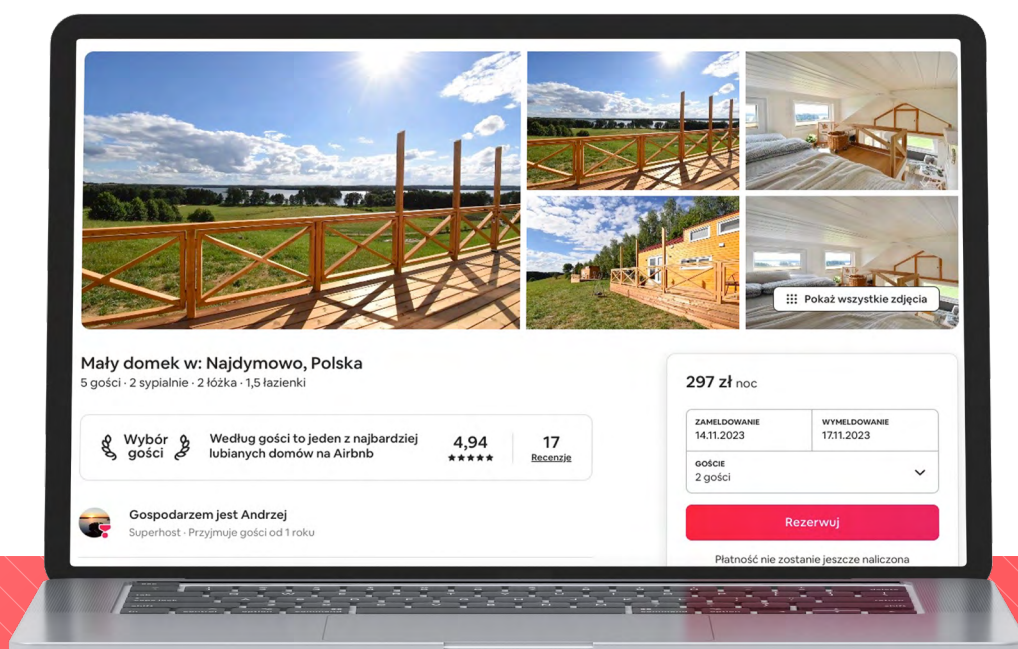 Pokaż wszystkie zdjęcia
Mały domek w: Najdymowo, Polska
5 gości · 2 sypialnie · 2 łóżka · 1,5 łazienki
Wybór
gości
Według gości to jeden z najbardziej
lubianych domów na Airbnb
4,94
17
Recenzje
Gospodarzem jest Andrzej
Superhost · Przyjmuje gości od 1 roku
297 zł noc
ZAMELDOWANIE
14.11.2023
WYMELDOWANIE
17.11.2023
GOŚCIE
2 gości
Rezerwuj
Płatność nie zostanie jeszcze naliczona